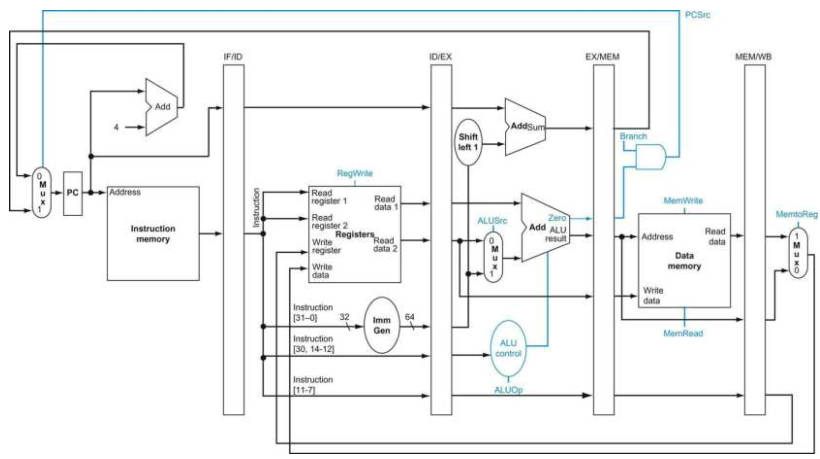 PCSrc
IF/ID
ID/EX
EX/MEM
MEM/WB
Add
4
Shift
left 1
AddSum
Branch
0
M
u
x
1
PC
Address
Instruction
memory
Instruction
RegWrite
Read
register 1
Read
data 1
Read
register 2
Registers
Write
register
Read
data 2
Write
data
ALUSrc
0
M
u
x
1
Zero
Add
ALU
result
MemWrite
Address
Read
data
Data
memory
Write
data
MemRead
MemtoReg
1
M
u
x
0
Instruction
[31–0]
32
Imm
Gen
64
Instruction
[30, 14-12]
ALU
control
ALUOp
Instruction
[11-7]